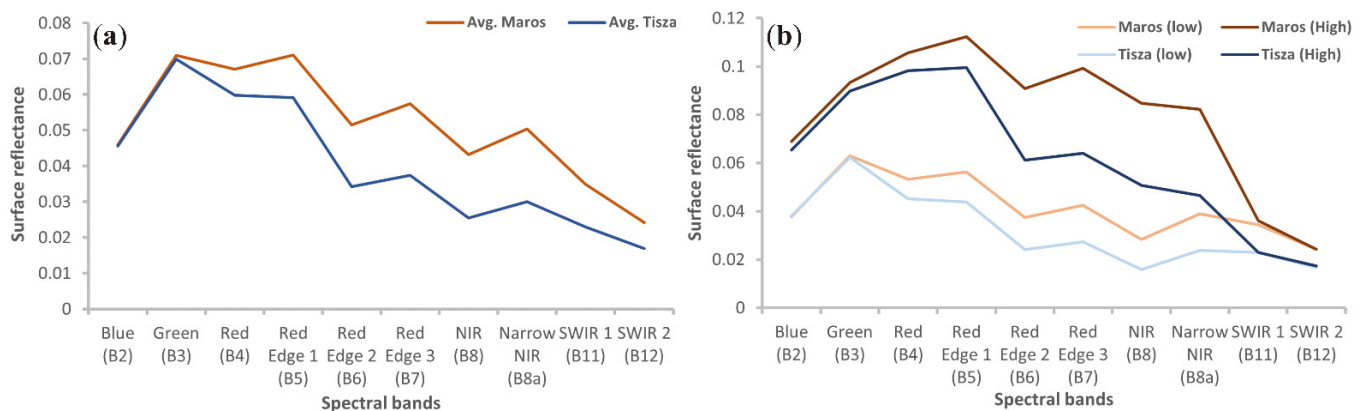 (a)
Avg. Maros
Avg. Tisza
Surface reflectance
0.08
0.07
0.06
0.05
0.04
0.03
0.02
0.01
0
Blue
(B2)
Green
(B3)
Red
(B4)
Red
Edge 1
(B5)
Red
Edge 2
(B6)
Red
Edge 3
(B7)
NIR
(B8)
Narrow
NIR
(B8a)
SWIR 1
(B11)
SWIR 2
(B12)
Spectral bands
(b)
Maros (low)
Maros (High)
Tisza (low)
Tisza (High)
Surface reflectance
0.12
0.1
0.08
0.06
0.04
0.02
0
Blue
(B2)
Green
(B3)
Red
(B4)
Red
Edge 1
(B5)
Red
Edge 2
(B6)
Red
Edge 3
(B7)
NIR
(B8)
Narrow
NIR
(B8a)
SWIR 1
(B11)
SWIR 2
(B12)
Spectral bands